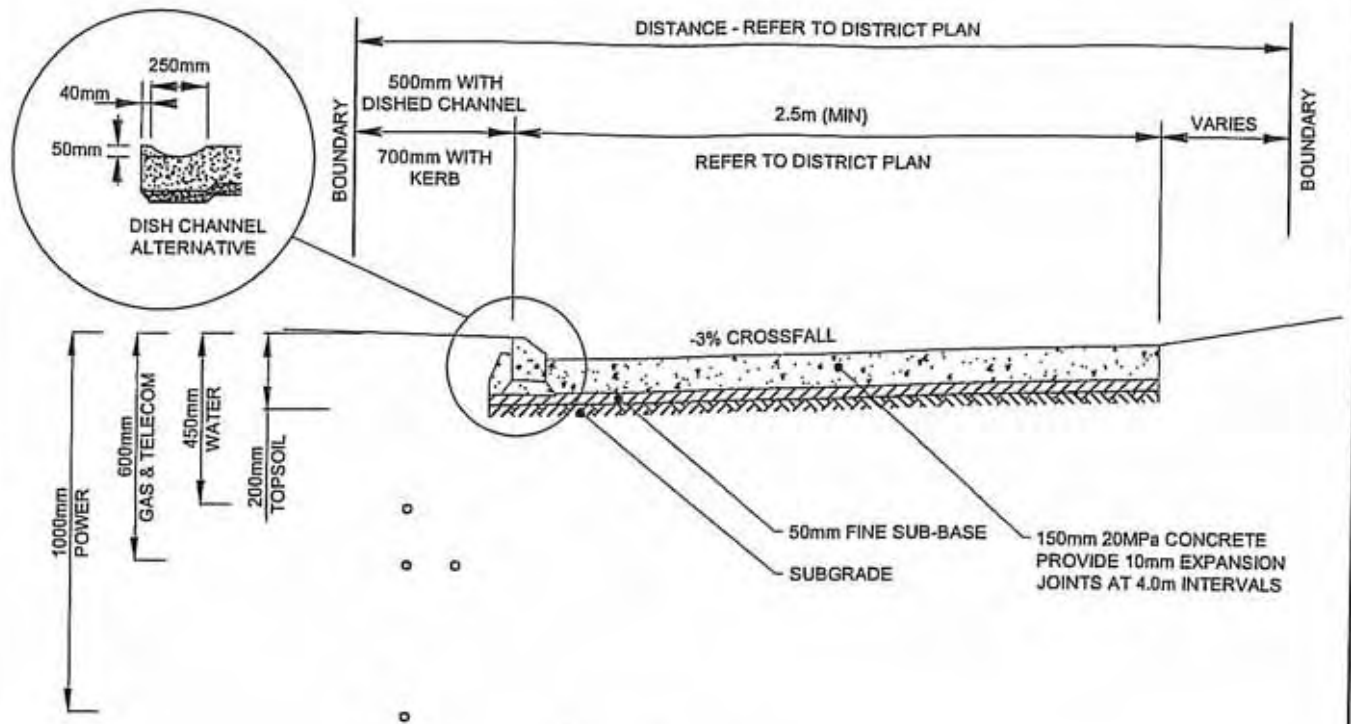 DISTANCE - REFER TO DISTRICT PLAN
250mm
40mm
50mm
DISH CHANNEL
ALTERNATIVE
BOUNDARY
500mm WITH
DISHED CHANNEL
700mm WITH
KERB
2.5m (MIN)
REFER TO DISTRICT PLAN
VARIES
BOUNDARY
-3% CROSSFALL
1000mm
POWER
600mm
GAS & TELECOM
450mm
WATER
200mm
TOPSOIL
50mm FINE SUB-BASE
SUBGRADE
150mm 20MPa CONCRETE
PROVIDE 10mm EXPANSION
JOINTS AT 4.0m INTERVALS